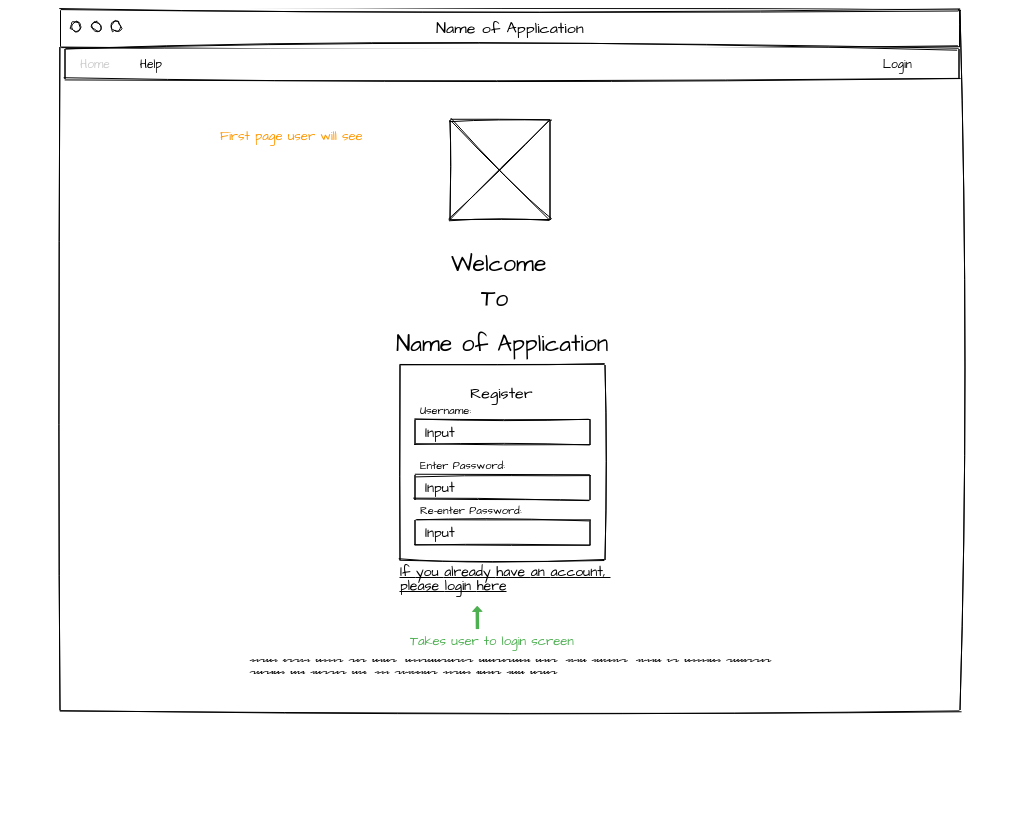 Name of Application
Home Help Login
First page user will see
Welcome
To
Name of Application
Register
Username:
Input
Enter Password:
Input
Re-enter Password:
Input
If you already have an account,
please login here
Takes user to login screen